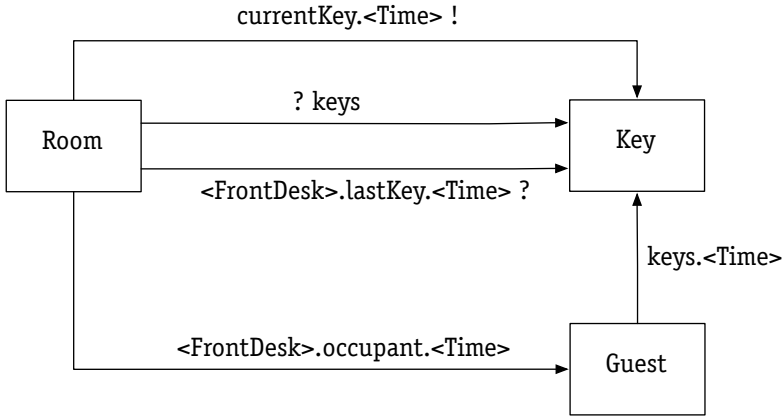 currentKey.<Time> !
? keys
Room
Key
<FrontDesk>.lastKey.<Time> ?
keys.<Time>
<FrontDesk>.occupant.<Time>
Guest